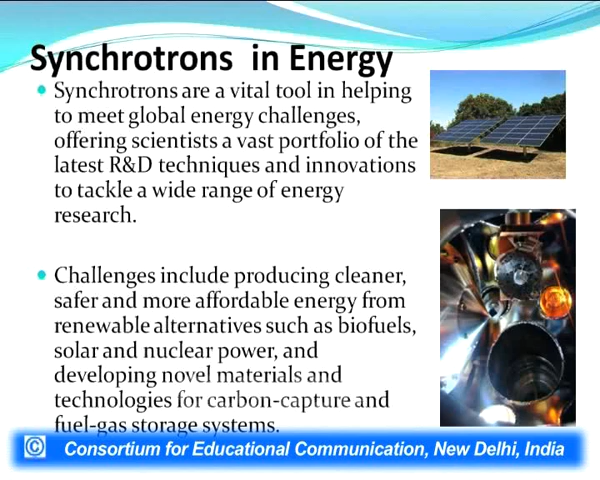 Synchrotrons in Energy
Synchrotrons are a vital tool in helping
to meet global energy challenges,
offering scientists a vast portfolio of the
latest R&D techniques and innovations
to tackle a wide range of energy
research.
Challenges include producing cleaner,
safer and more affordable energy from
renewable alternatives such as biofuels,
solar and nuclear power, and
developing novel materials and
technologies for carbon-capture and
fuel-gas storage systems.
© Consortium for Educational Communication, New Delhi, India